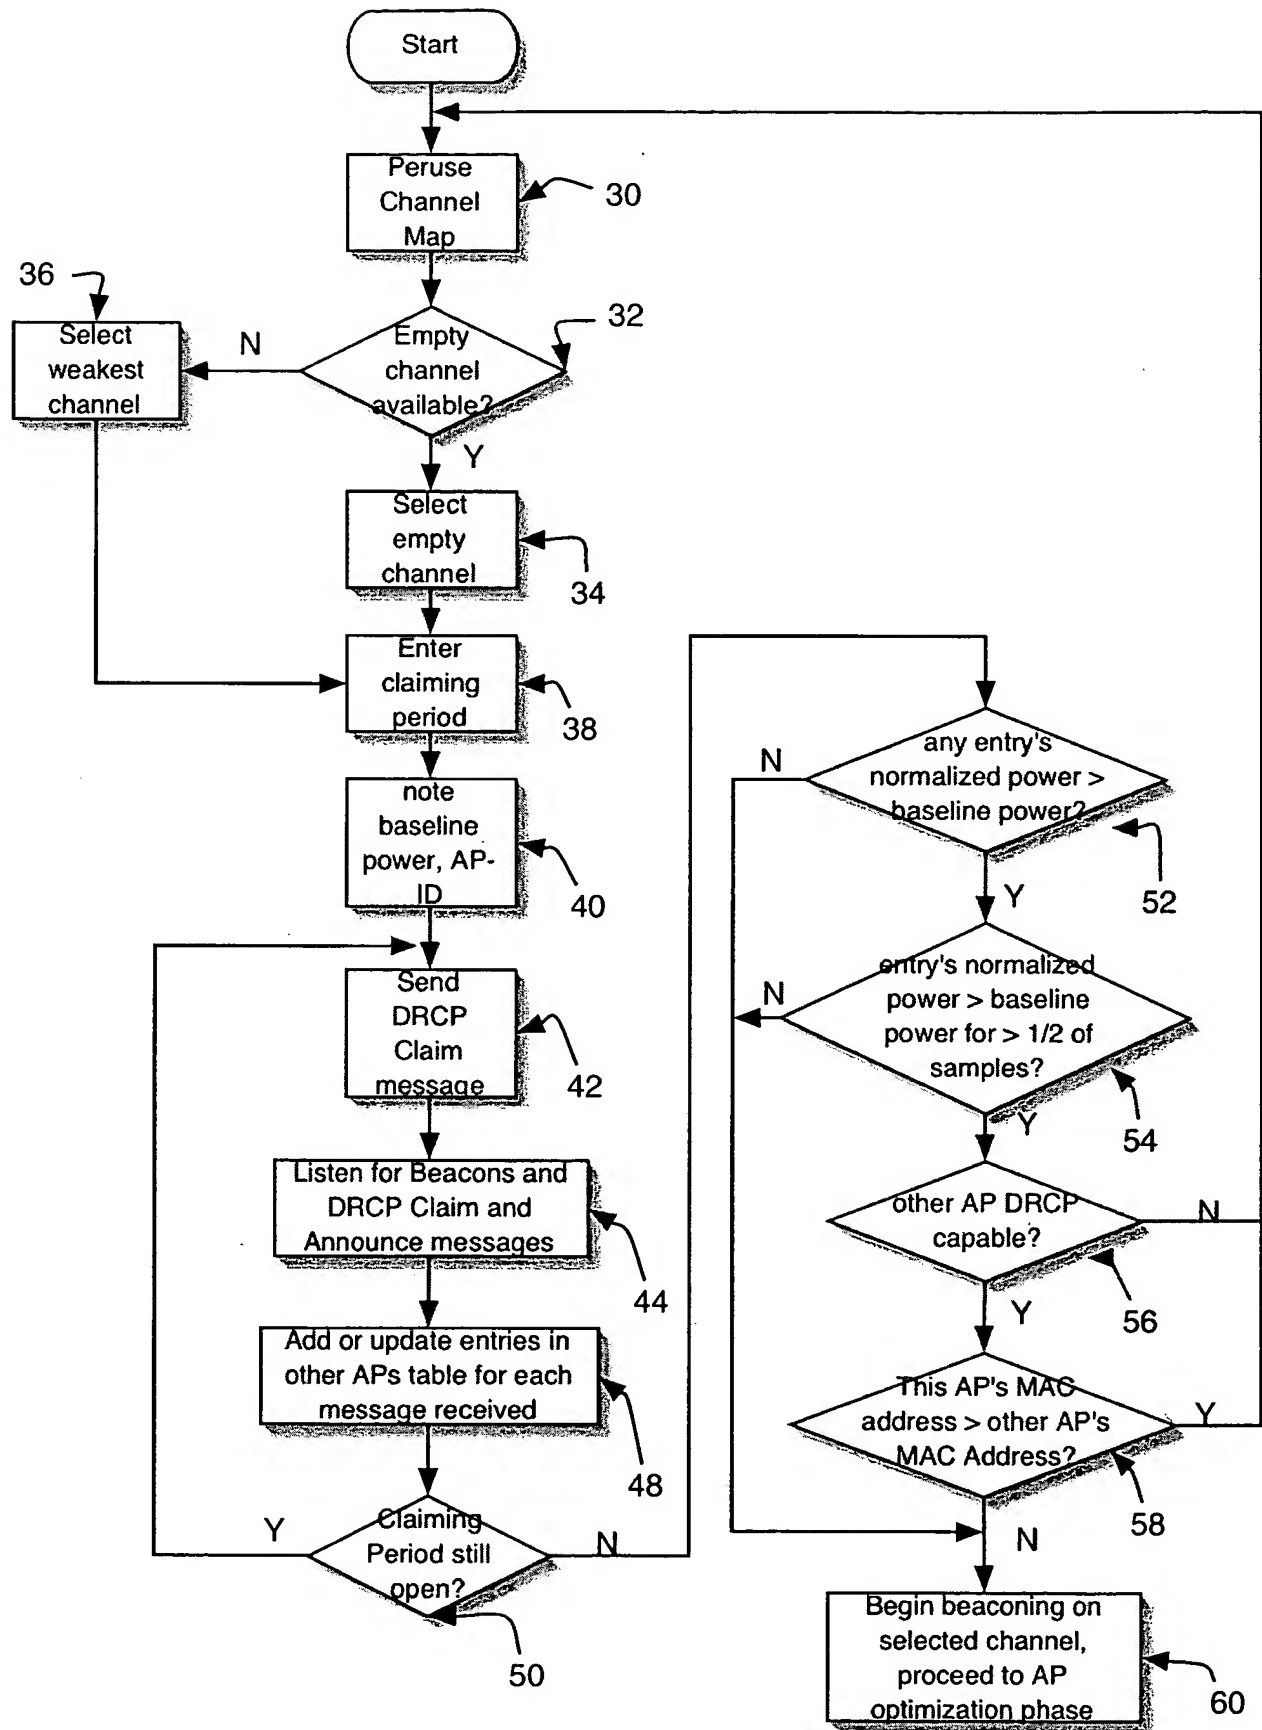 Start
Peruse
Channel
Map
30
36
Select
weakest
channel
N
Empty
channel
available?
32
Y
Select
empty
channel
34
Enter
claiming
period
38
note
baseline
power, AP-
ID
40
Send
DRCP
Claim
message
42
Listen for Beacons and
DRCP Claim and
Announce messages
44
Add or update entries in
other APs table for each
message received
48
Y
Claiming
Period still
open?
N
50
N
any entry's
normalized power >
baseline power?
52
Y
N
entry's normalized
power > baseline
power for > 1/2 of
samples?
54
Y
other AP DRCP
capable?
N
56
Y
This AP's MAC
address > other AP's
MAC Address?
Y
58
N
Begin beaconing on
selected channel,
proceed to AP
optimization phase
60